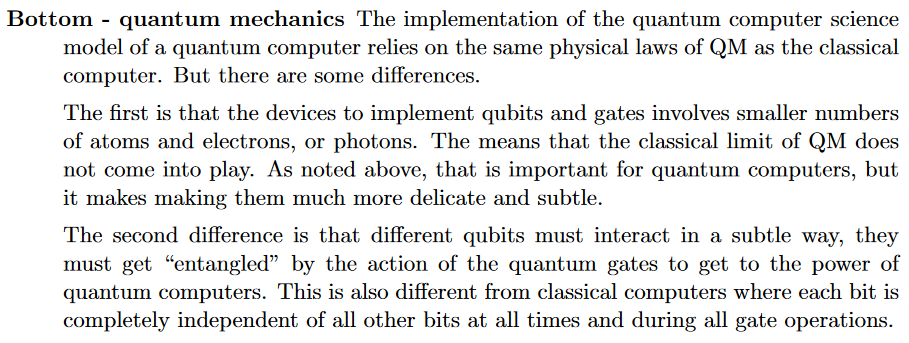 Bottom - quantum mechanics The implementation of the quantum computer science
model of a quantum computer relies on the same physical laws of QM as the classical
computer. But there are some differences.
The first is that the devices to implement qubits and gates involves smaller numbers
of atoms and electrons, or photons. The means that the classical limit of QM does
not come into play. As noted above, that is important for quantum computers, but
it makes making them much more delicate and subtle.
The second difference is that different qubits must interact in a subtle way, they
must get “entangled” by the action of the quantum gates to get to the power of
quantum computers. This is also different from classical computers where each bit is
completely independent of all other bits at all times and during all gate operations.